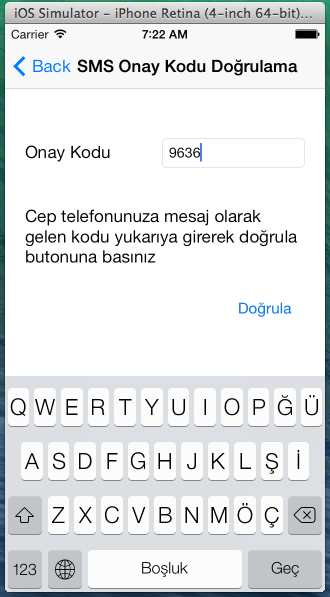 iOS Simulator – iPhone Retina (4-inch 64-bit)...
Carrier 7:22 AM
Back SMS Onay Kodu Doğrulama
Onay Kodu 9636
Cep telefonunuza mesaj olarak
gelen kodu yukarıya girerek doğrula
butonuna basınız
Doğrula
Q W E R T Y U I O P Ğ Ü
A S D F G H J K L Ş İ
Z X C V B N M Ö Ç
123 Boşluk Geç